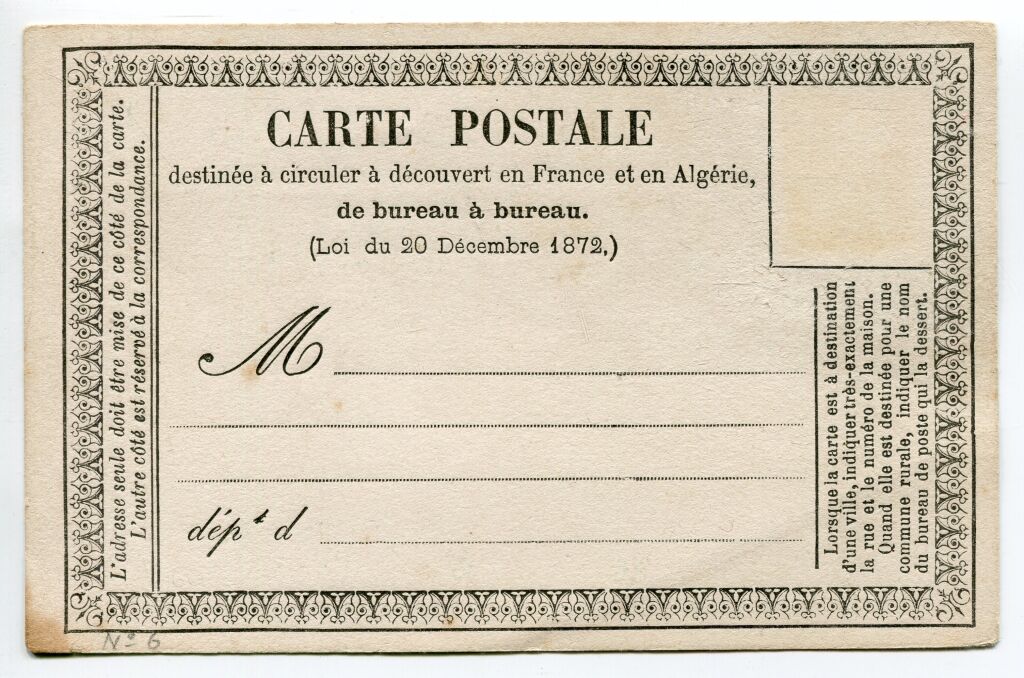 CARTE POSTALE
destinée à circuler à découvert en France et en Algérie,
de bureau à bureau.
(Loi du 20 Décembre 1872,)
L'adresse seule doit être mise de ce côté de la carte.
L'autre côté est réservé à la correspondance.
M
dépt d
Lorsque la carte est à destination
d'une ville, indiquer très-exactement
la rue et le numéro de la maison.
Quand elle est destinée pour une
commune rurale, indiquer le nom
du bureau de poste qui la dessert.
No 6